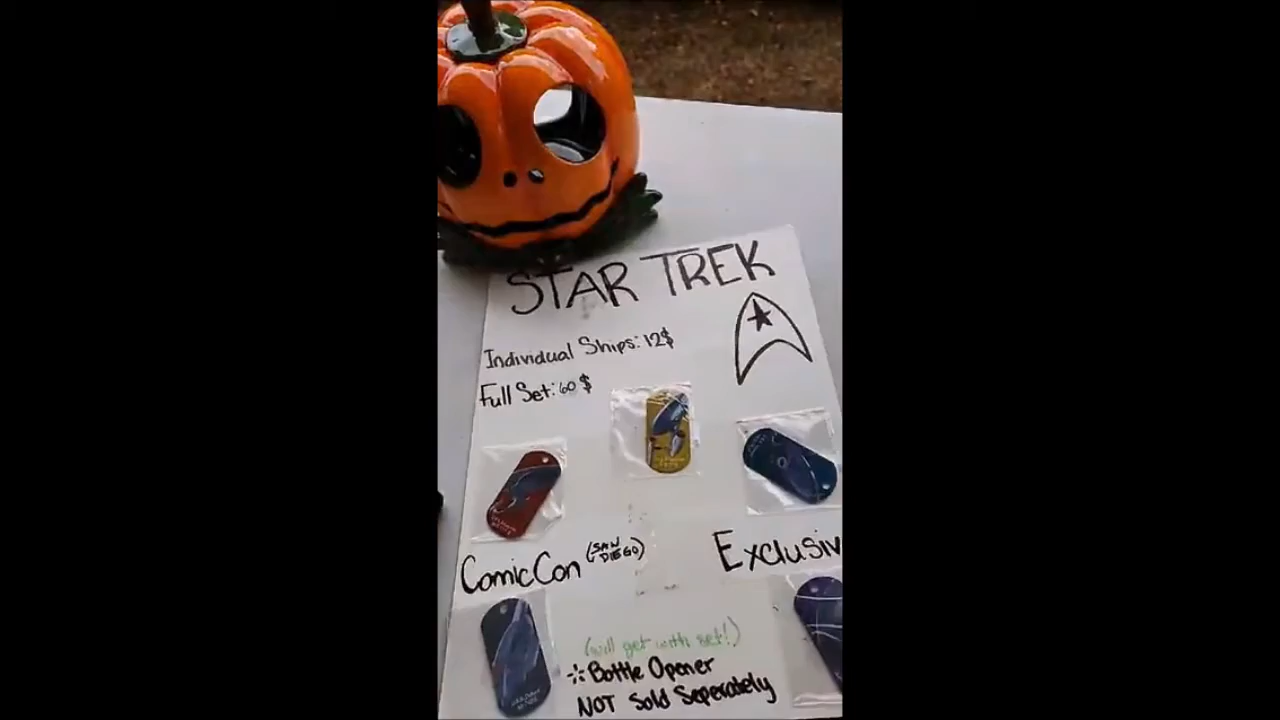 STAR TREK
Individual Ships: 12$
Full Set: 60$
ComicCon (SAN DIEGO)
Exclusiv
(will get with set!)
Bottle Opener
NOT Sold Seperately